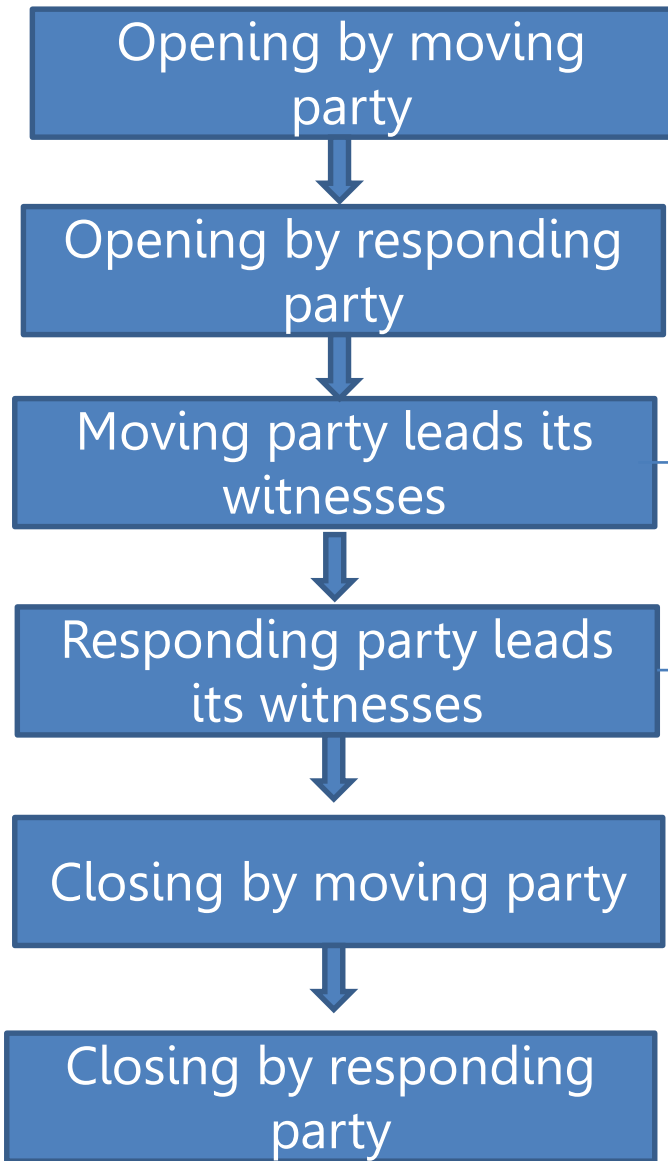 Opening by moving
party
Opening by responding
party
Moving party leads its
witnesses
Responding party leads
its witnesses
Closing by moving party
Closing by responding
party